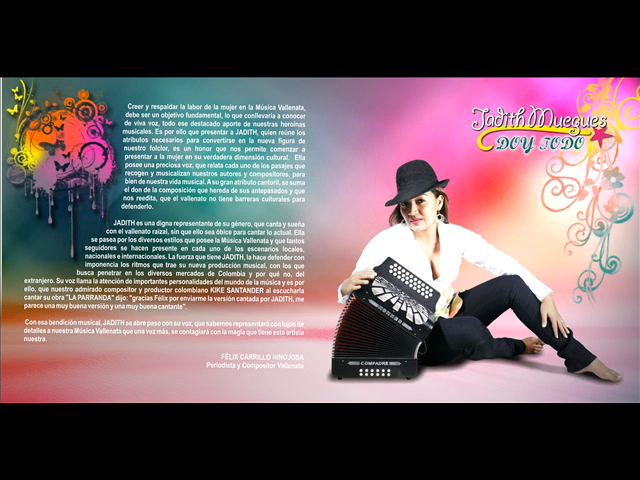 Creer y respaldar la labor de la mujer en la Música Vallenata,
debe ser un objetivo fundamental, lo que conllevaría a conocer
de viva voz, todo ese destacado aporte de nuestras heroínas
musicales. Es por ello que presentar a JADITH, quien reúne los
atributos necesarios para convertirse en la nueva figura de
nuestro folclor, es un honor que nos permite comenzar a
presentar a la mujer en su verdadera dimensión cultural. Ella
posee una preciosa voz, que relata cada uno de los pasajes que
recogen y musicalizan nuestros autores y compositores, para
bien de nuestra vida musical. A su gran atributo cantoril, se suma
el don de la composición que hereda de sus antepasados y que
nos reedita, que el vallenato no tiene barreras culturales para
defenderlo.
JADITH es una digna representante de su género, que canta y sueña
con el vallenato raizal, sin que ello sea óbice para cantar lo actual. Ella
se pasea por los diversos estilos que posee la Música Vallenata y que tantos
seguidores se hacen presente en cada uno de los escenarios locales,
nacionales e internacionales. La fuerza que tiene JADITH, la hace defender con
imponencia los ritmos que trae su nueva producción musical, con los que
busca penetrar en los diversos mercados de Colombia y por qué no, del
extranjero. Su voz llama la atención de importantes personalidades del mundo de la música y es por
ello, que nuestro admirado compositor y productor colombiano KIKE SANTANDER al escucharla
cantar su obra "LA PARRANDA" dijo: "gracias Félix por enviarme la versión cantada por JADITH, me
parece una muy buena versión y una muy buena cantante".
Con esa bendición musical, JADITH se abre paso con su voz, que sabemos representará con lujos de
detalles a nuestra Música Vallenata que una vez más, se contagiará con la magia que tiene esta artista
nuestra.
FÉLIX CARRILLO HINOJOSA
Periodista y Compositor Vallenato
Jadith Muegues
DOY TODO
COMPADRE